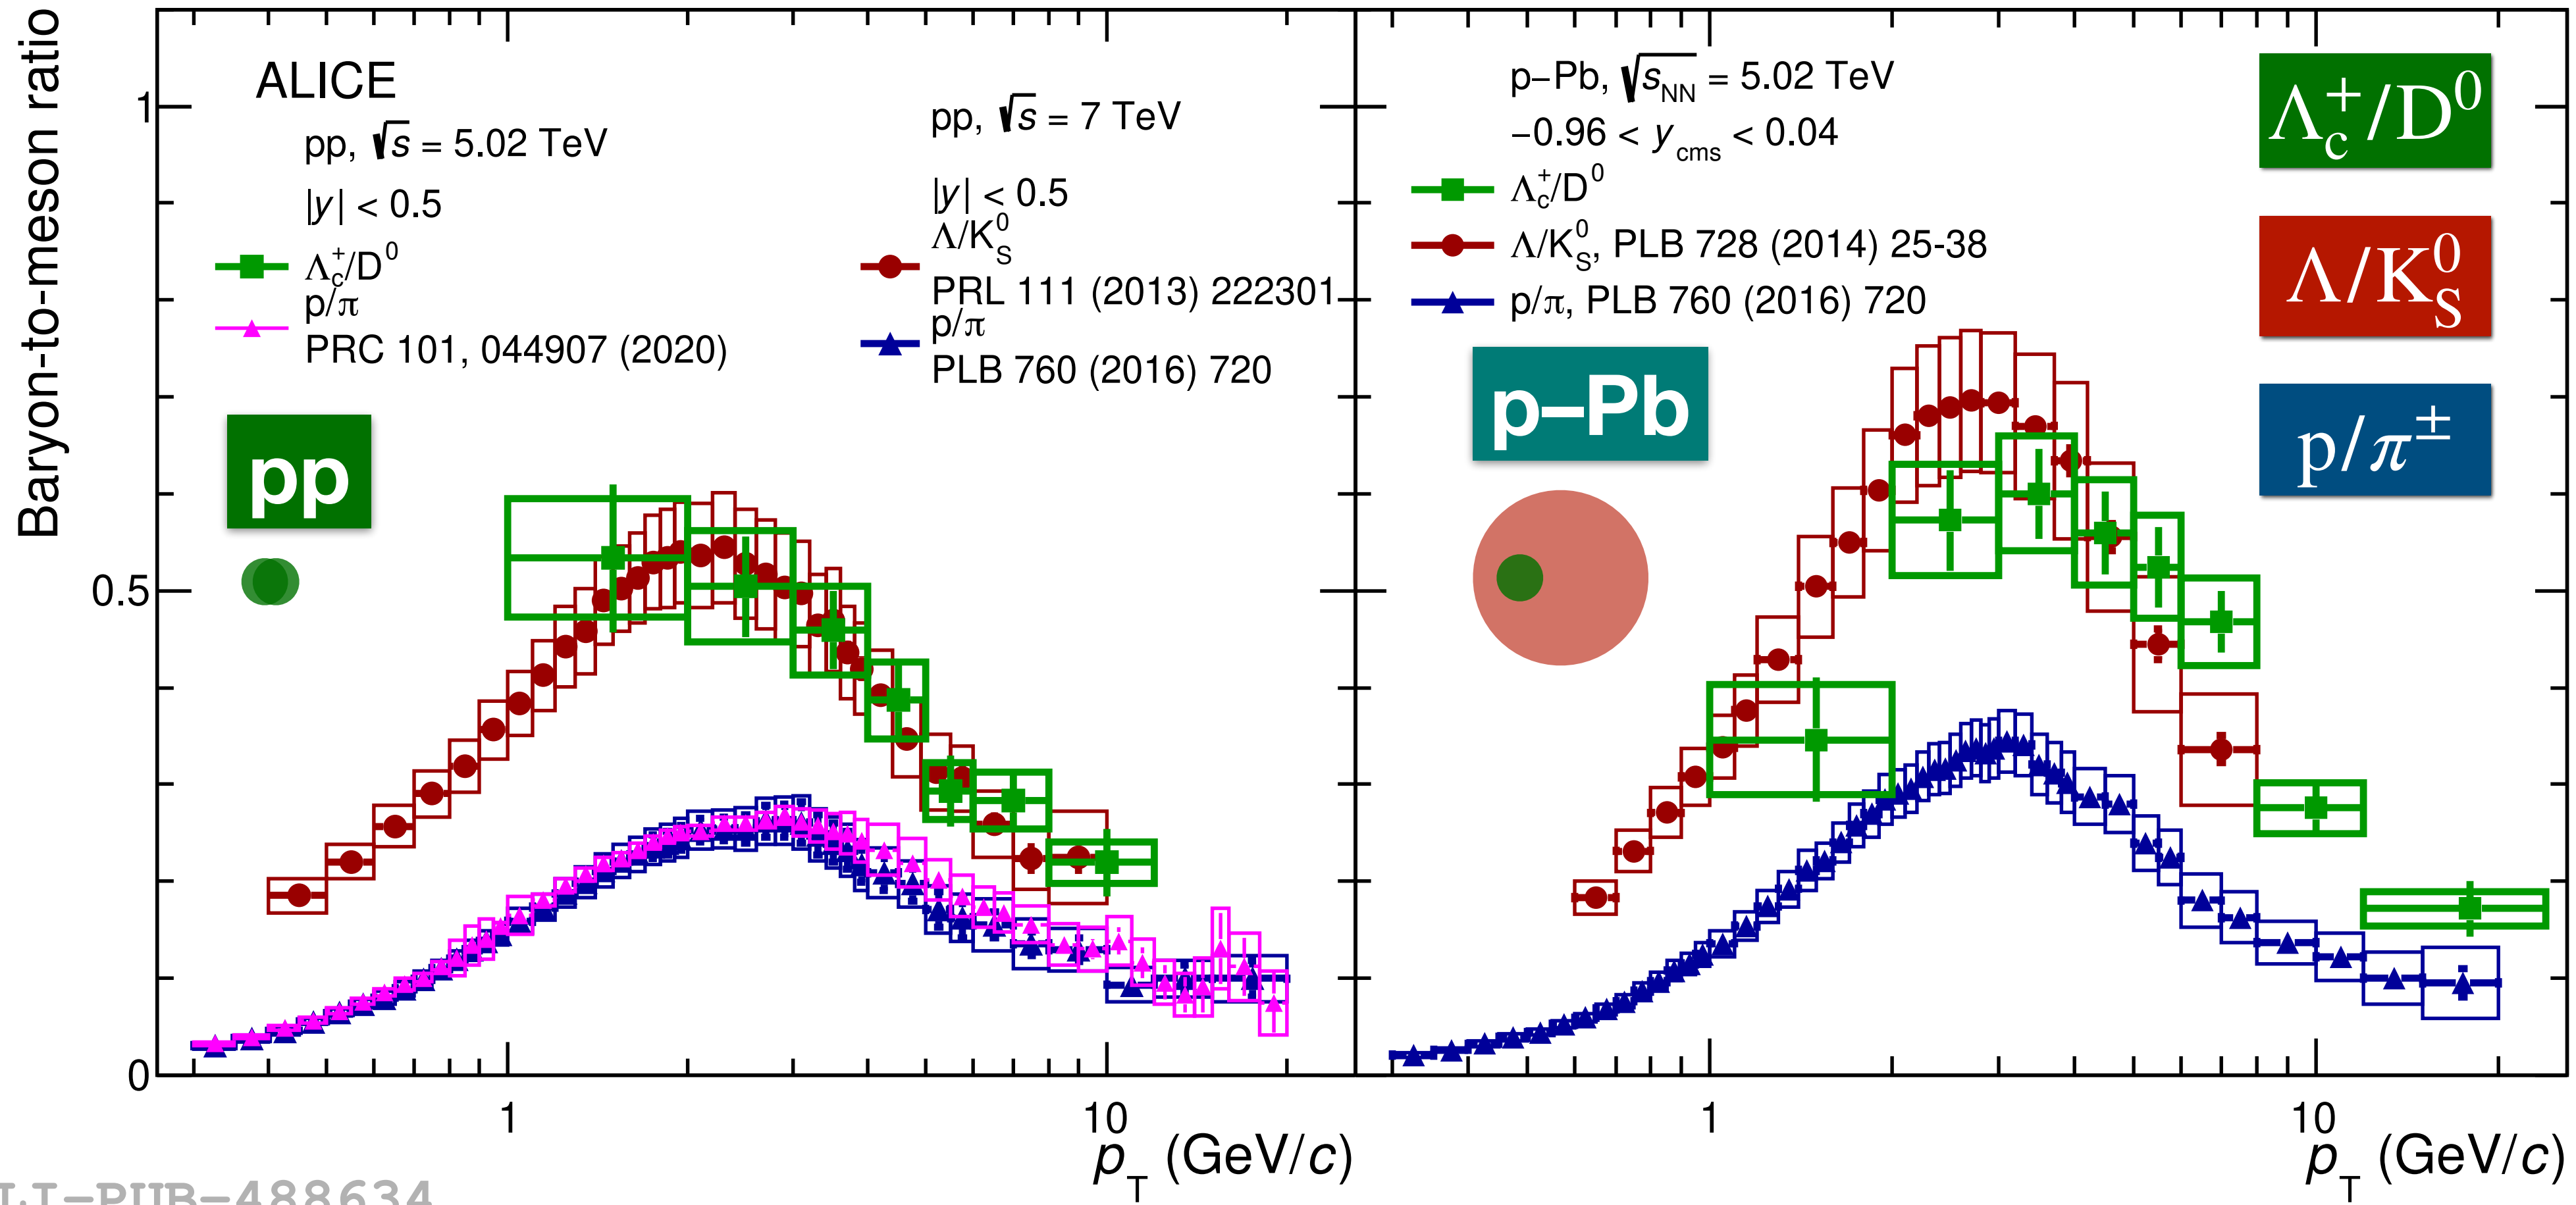 Baryon-to-meson ratio
ALICE
pp, √s = 5.02 TeV
|y| < 0.5
Λc+/D0
p/π
PRC 101, 044907 (2020)
pp, √s = 7 TeV
|y| < 0.5
Λ/K0S
PRL 111 (2013) 222301
p/π
PLB 760 (2016) 720
pp
p–Pb, √sNN = 5.02 TeV
−0.96 < ycms < 0.04
Λc+/D0
Λ/K0S, PLB 728 (2014) 25-38
p/π, PLB 760 (2016) 720
p–Pb
Λc+/D0
Λ/K0S
p/π±
1
0.5
0
1
10
pT (GeV/c)
1
10
pT (GeV/c)
PUB−488634